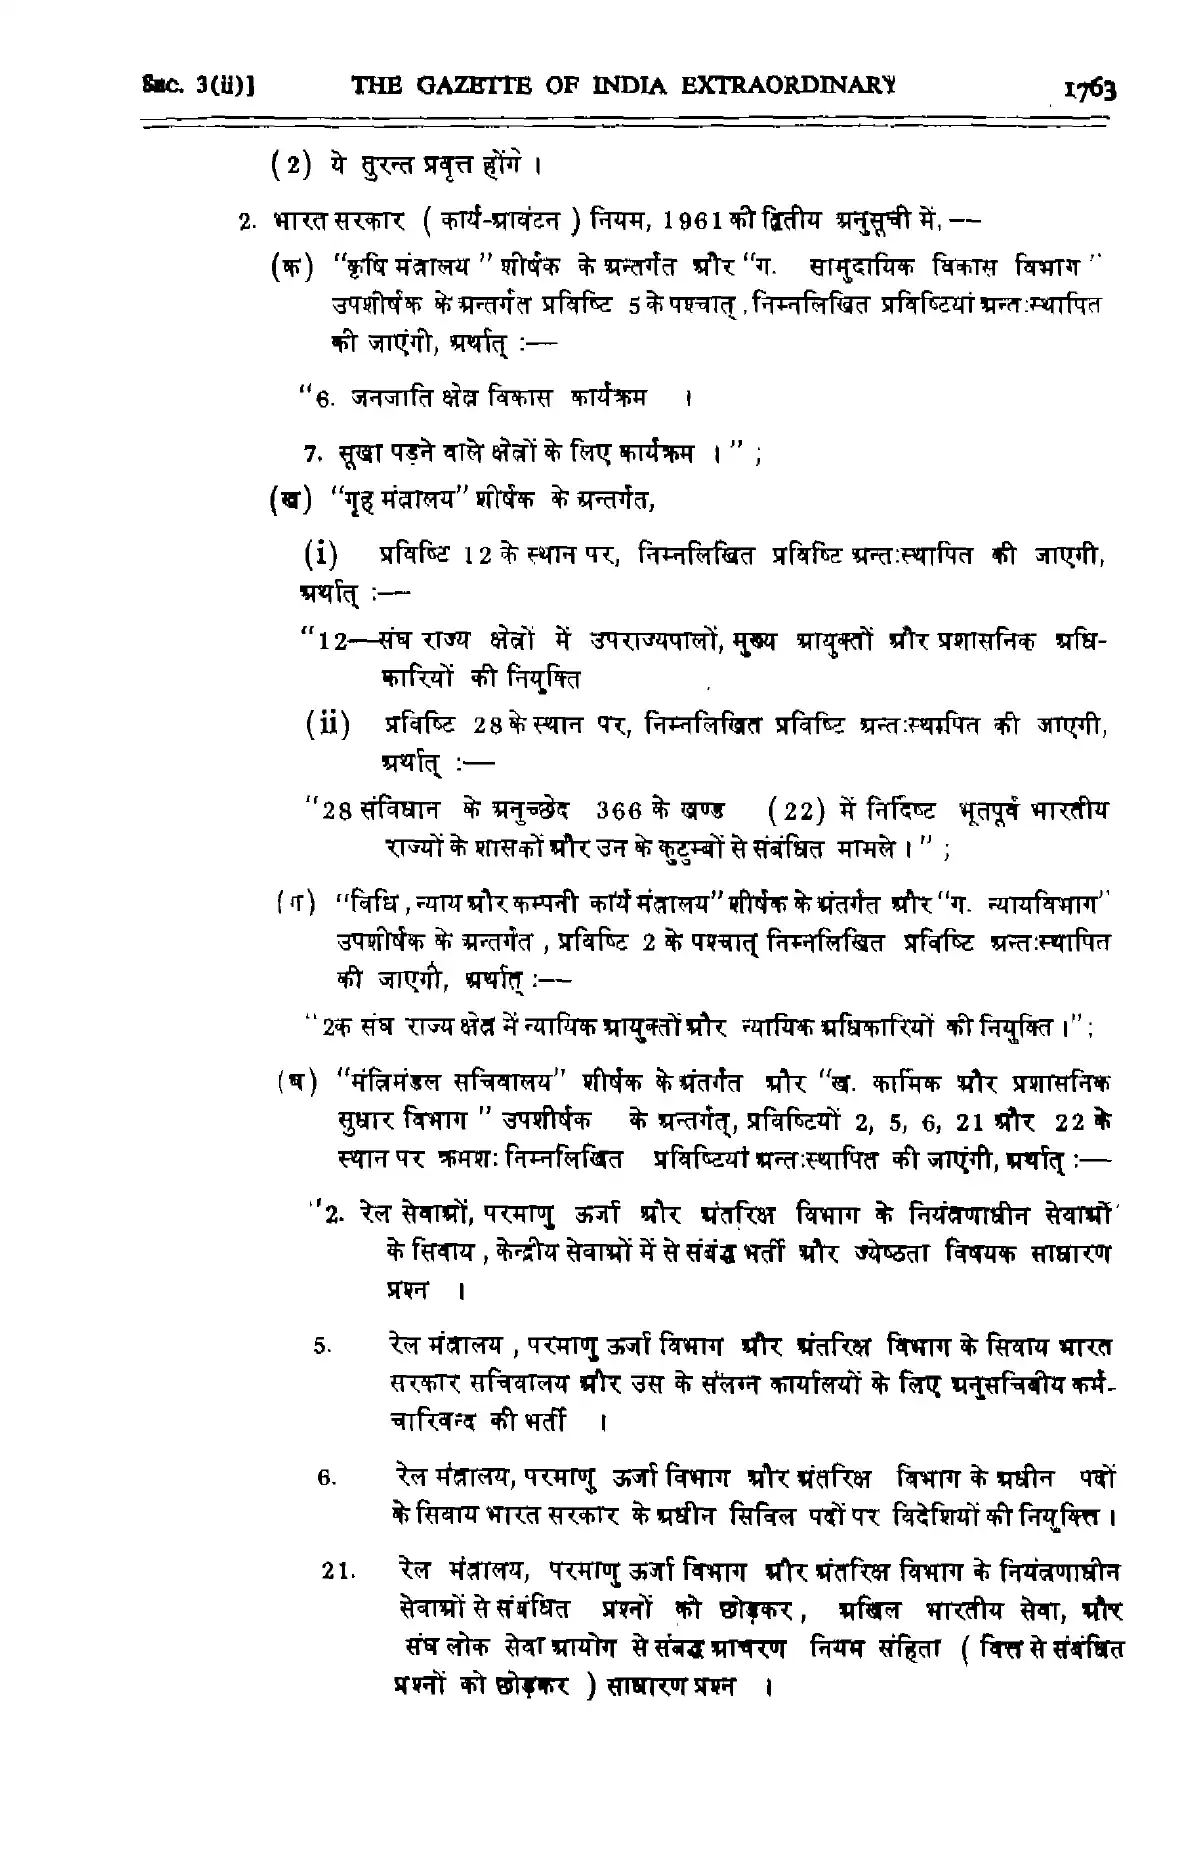 SEC. 3(ii)] THE GAZETTE OF INDIA EXTRAORDINARY 1763
(2) ये तुरन्त प्रवृत्त होंगे ।
2. भारत सरकार ( कार्य-आवंटन ) नियम, 1961 की द्वितीय अनुसूची में, ––
(क) "कृषि मंत्रालय" शीर्षक के अन्तर्गत और "ग. सामुदायिक विकास विभाग"
उपशीर्षक के अन्तर्गत प्रविष्टि 5 के पश्चात्, निम्नलिखित प्रविष्टियां अन्त:स्थापित
की जाएंगी, अर्थात् :––
"6. जनजाति क्षेत्र विकास कार्यक्रम ।
7. सूखा पड़ने वाले क्षेत्रों के लिए कार्यक्रम ।" ;
(ख) "गृह मंत्रालय" शीर्षक के अन्तर्गत,
(i) प्रविष्टि 12 के स्थान पर, निम्नलिखित प्रविष्टि अन्त:स्थापित की जाएगी,
अर्थात् :––
"12––संघ राज्य क्षेत्रों में उपराज्यपालों, मुख्य आयुक्तों और प्रशासनिक अधि-
कारियों की नियुक्ति
(ii) प्रविष्टि 28 के स्थान पर, निम्नलिखित प्रविष्टि अन्त:स्थापित की जाएगी,
अर्थात् :––
"28 संविधान के अनुच्छेद 366 के खण्ड (22) में निर्दिष्ट भूतपूर्व भारतीय
राज्यों के शासकों और उन के कुटुम्बों से संबंधित मामले ।" ;
(ग) "विधि, न्याय और कम्पनी कार्य मंत्रालय" शीर्षक के अंतर्गत और "ग. न्यायविभाग"
उपशीर्षक के अन्तर्गत, प्रविष्टि 2 के पश्चात् निम्नलिखित प्रविष्टि अन्त:स्थापित
की जाएगी, अर्थात् :––
"2क संघ राज्य क्षेत्र में न्यायिक आयुक्तों और न्यायिक अधिकारियों की नियुक्ति ।" ;
(घ) "मंत्रिमंडल सचिवालय" शीर्षक के अंतर्गत और "ख. कार्मिक और प्रशासनिक
सुधार विभाग" उपशीर्षक के अन्तर्गत्, प्रविष्टियों 2, 5, 6, 21 और 22 के
स्थान पर क्रमश: निम्नलिखित प्रविष्टियां अन्त:स्थापित की जाएंगी, अर्थात् :––
"2. रेल सेवाओं, परमाणु ऊर्जा और अंतरिक्ष विभाग के नियंत्रणाधीन सेवाओं
के सिवाय, केन्द्रीय सेवाओं में से संबंद्ध भर्ती और ज्येष्ठता विषयक साधारण
प्रश्न ।
5. रेल मंत्रालय, परमाणु ऊर्जा विभाग और अंतरिक्ष विभाग के सिवाय भारत
सरकार सचिवालय और उस के संलग्न कार्यालयों के लिए अनुसचिवीय कर्म-
चारिवन्द की भर्ती ।
6. रेल मंत्रालय, परमाणु ऊर्जा विभाग और अंतरिक्ष विभाग के अधीन पदों
के सिवाय भारत सरकार के अधीन सिविल पदों पर विदेशियों की नियुक्ति ।
21. रेल मंत्रालय, परमाणु ऊर्जा विभाग और अंतरिक्ष विभाग के नियंत्रणाधीन
सेवाओं से संबंधित प्रश्नों को छोड़कर, अखिल भारतीय सेवा, और
संघ लोक सेवा आयोग से संबद्ध आचरण नियम संहिता ( वित्त से संबंधित
प्रश्नों को छोड़कर ) साधारण प्रश्न ।